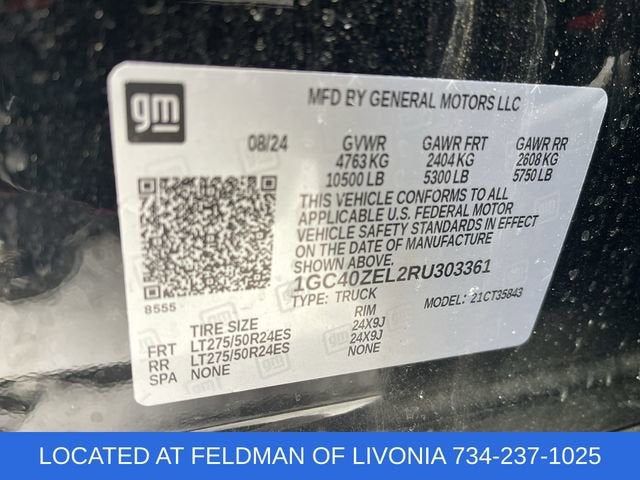 gm
MFD BY GENERAL MOTORS LLC
08/24 GVWR GAWR FRT GAWR RR
4763 KG 2404 KG 2608 KG
10500 LB 5300 LB 5750 LB
THIS VEHICLE CONFORMS TO ALL
APPLICABLE U.S. FEDERAL MOTOR
VEHICLE SAFETY STANDARDS IN EFFECT
ON THE DATE OF MANUFACTURE
SHOWN ABOVE.
1GC40ZEL2RU303361
TYPE: TRUCK MODEL: 21CT35843
8555
TIRE SIZE RIM
FRT LT275/50R24ES 24X9J
RR LT275/50R24ES 24X9J
SPA NONE NONE
LOCATED AT FELDMAN OF LIVONIA 734-237-1025